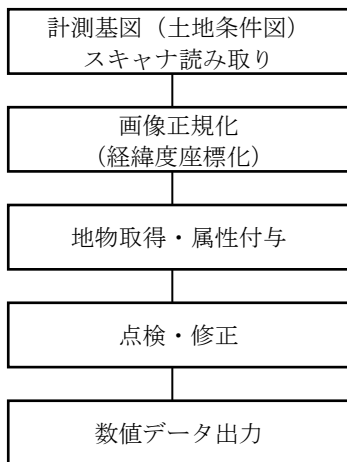 計測基図（土地条件図）
スキャナ読み取り
画像正規化
（経緯度座標化）
地物取得・属性付与
点検・修正
数値データ出力